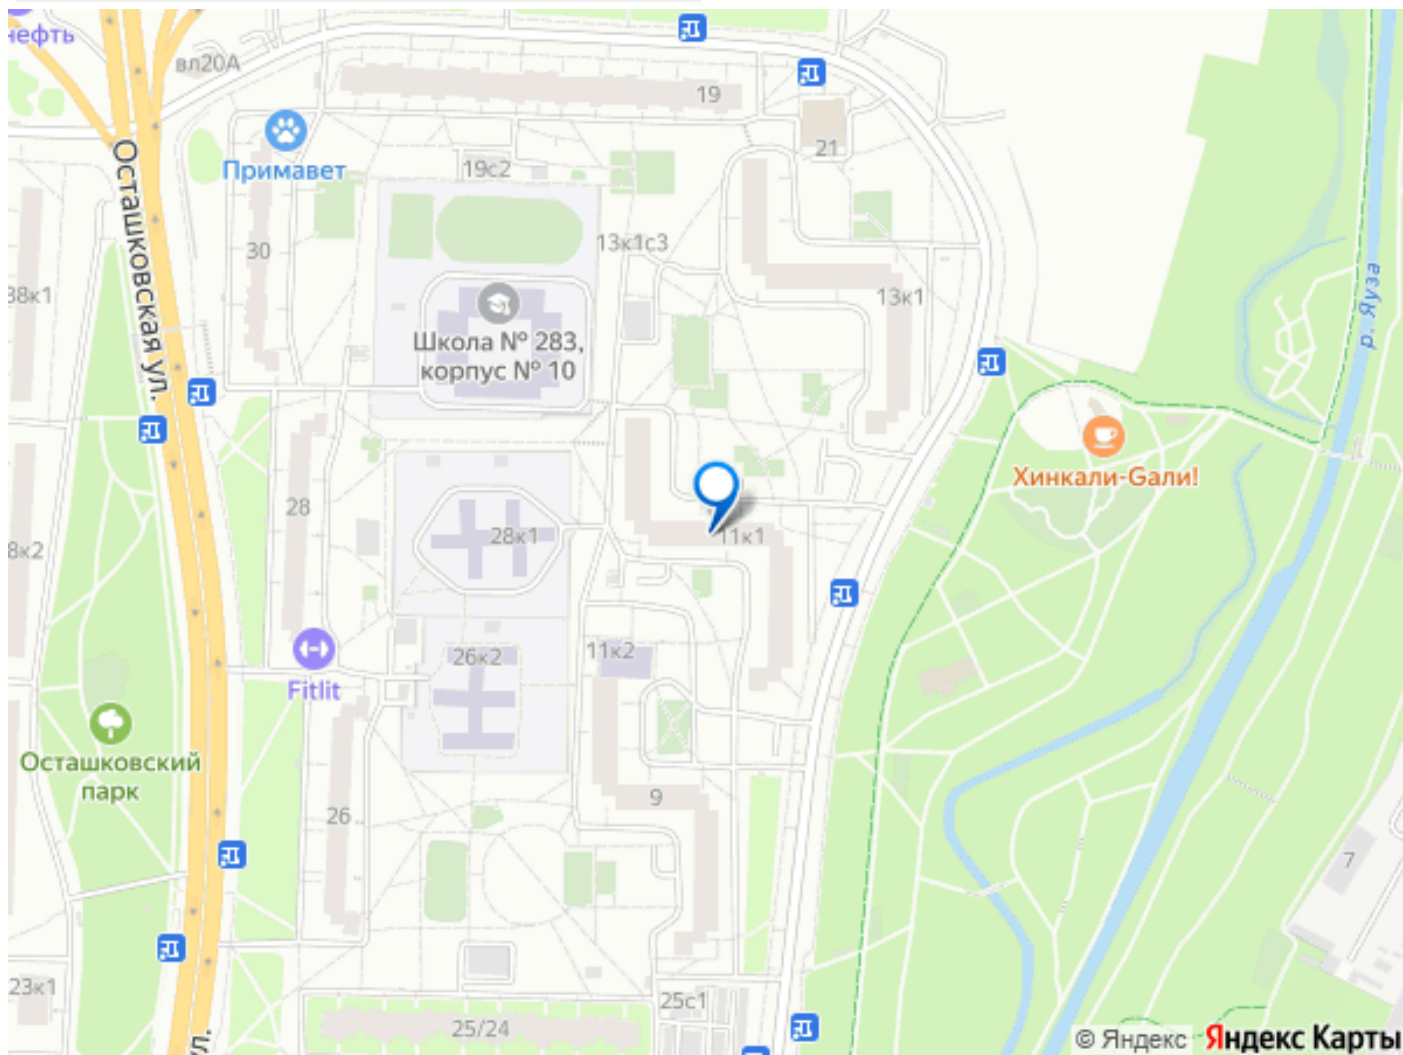 нефть
вл20А
19
21
Примавет
19с2
Осташковская ул.
30
13к1с3
38к1
13к1
р. Яуза
Школа № 283,
корпус № 10
Хинкали-Gали!
28
28к1
11к1
8к2
26к2
11к2
Fitlit
Осташковский
парк
26
9
7
23к1
25с1
25/24
ул.
© Яндекс Яндекс Карты